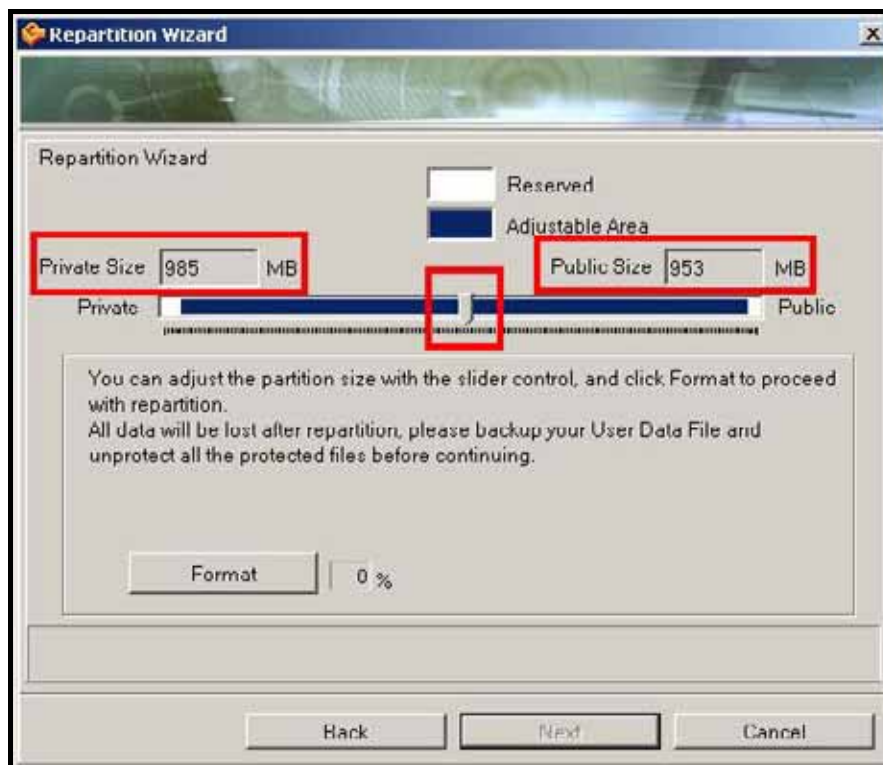 Repartition Wizard
Repartition Wizard
Reserved
Adjustable Area
Private Size 985 MB
Public Size 953 MB
Private
Public
You can adjust the partition size with the slider control, and click Format to proceed
with repartition.
All data will be lost after repartition, please backup your User Data File and
unprotect all the protected files before continuing.
Format 0 %
Back Next Cancel